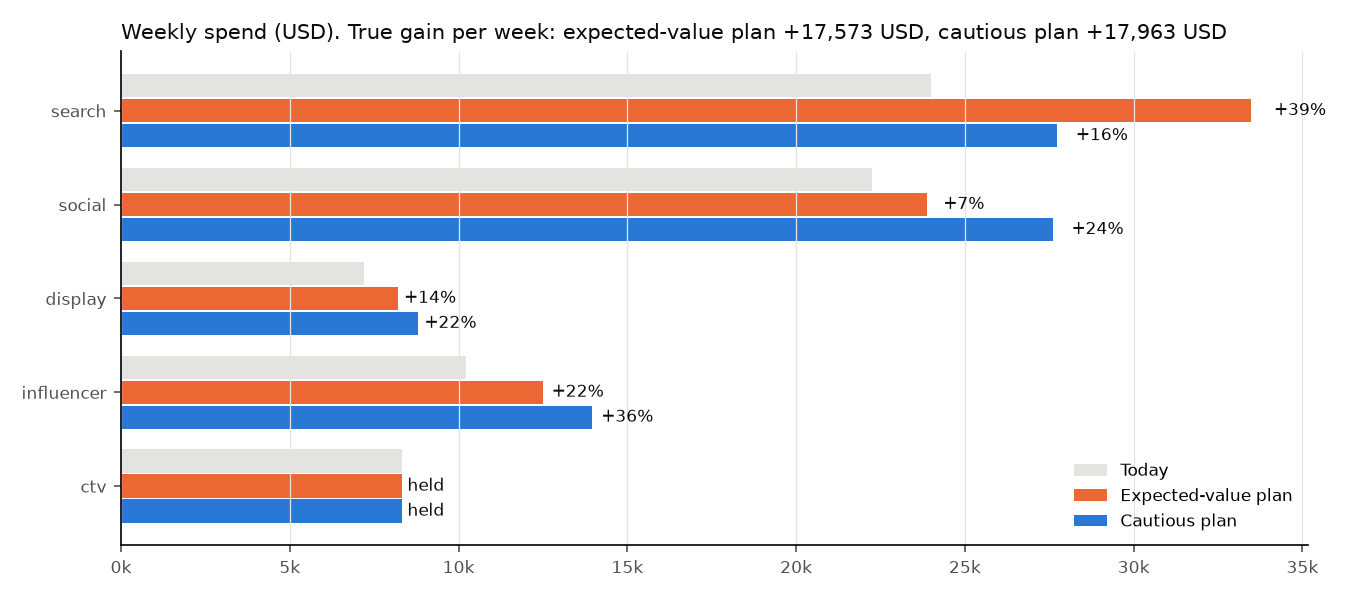 Weekly spend (USD). True gain per week: expected-value plan +17,573 USD, cautious plan +17,963 USD
search
+39%
+16%
social
+7%
+24%
display
+14%
+22%
influencer
+22%
+36%
ctv
held
held
Today
Expected-value plan
Cautious plan
0k 5k 10k 15k 20k 25k 30k 35k